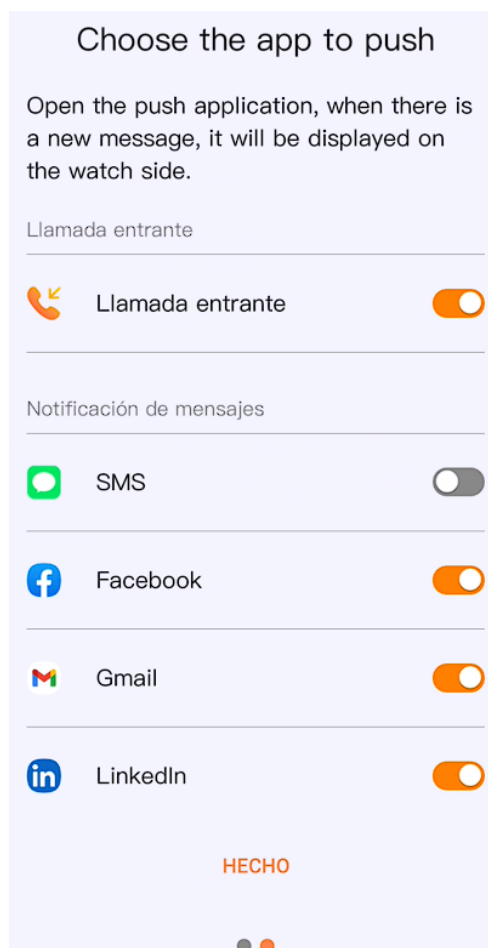 Choose the app to push
Open the push application, when there is
a new message, it will be displayed on
the watch side.
Llamada entrante
Llamada entrante
Notificación de mensajes
SMS
Facebook
Gmail
LinkedIn
HECHO